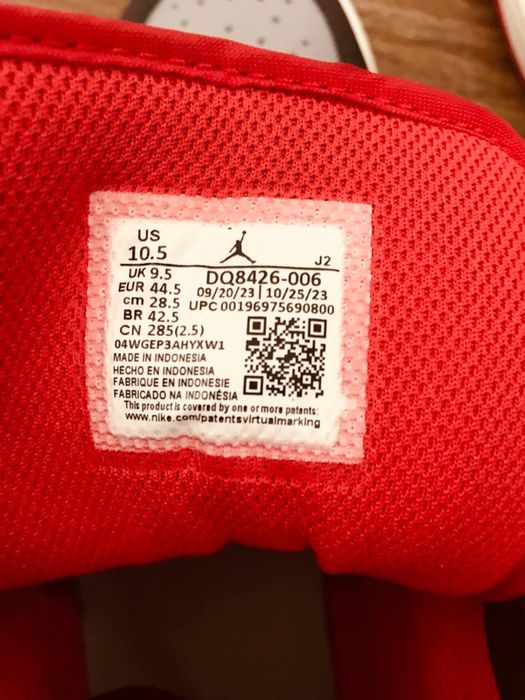 US
10.5
J2
UK 9.5
EUR 44.5
cm 28.5
BR 42.5
CN 285(2.5)
DQ8426-006
09/20/23 | 10/25/23
UPC 00196975690800
04WGEP3AHYXW1
MADE IN INDONESIA
HECHO EN INDONESIA
FABRIQUE EN INDONESIE
FABRICADO NA INDONÉSIA
This product is covered by one or more patents:
www.nike.com/patentsvirtualmarking